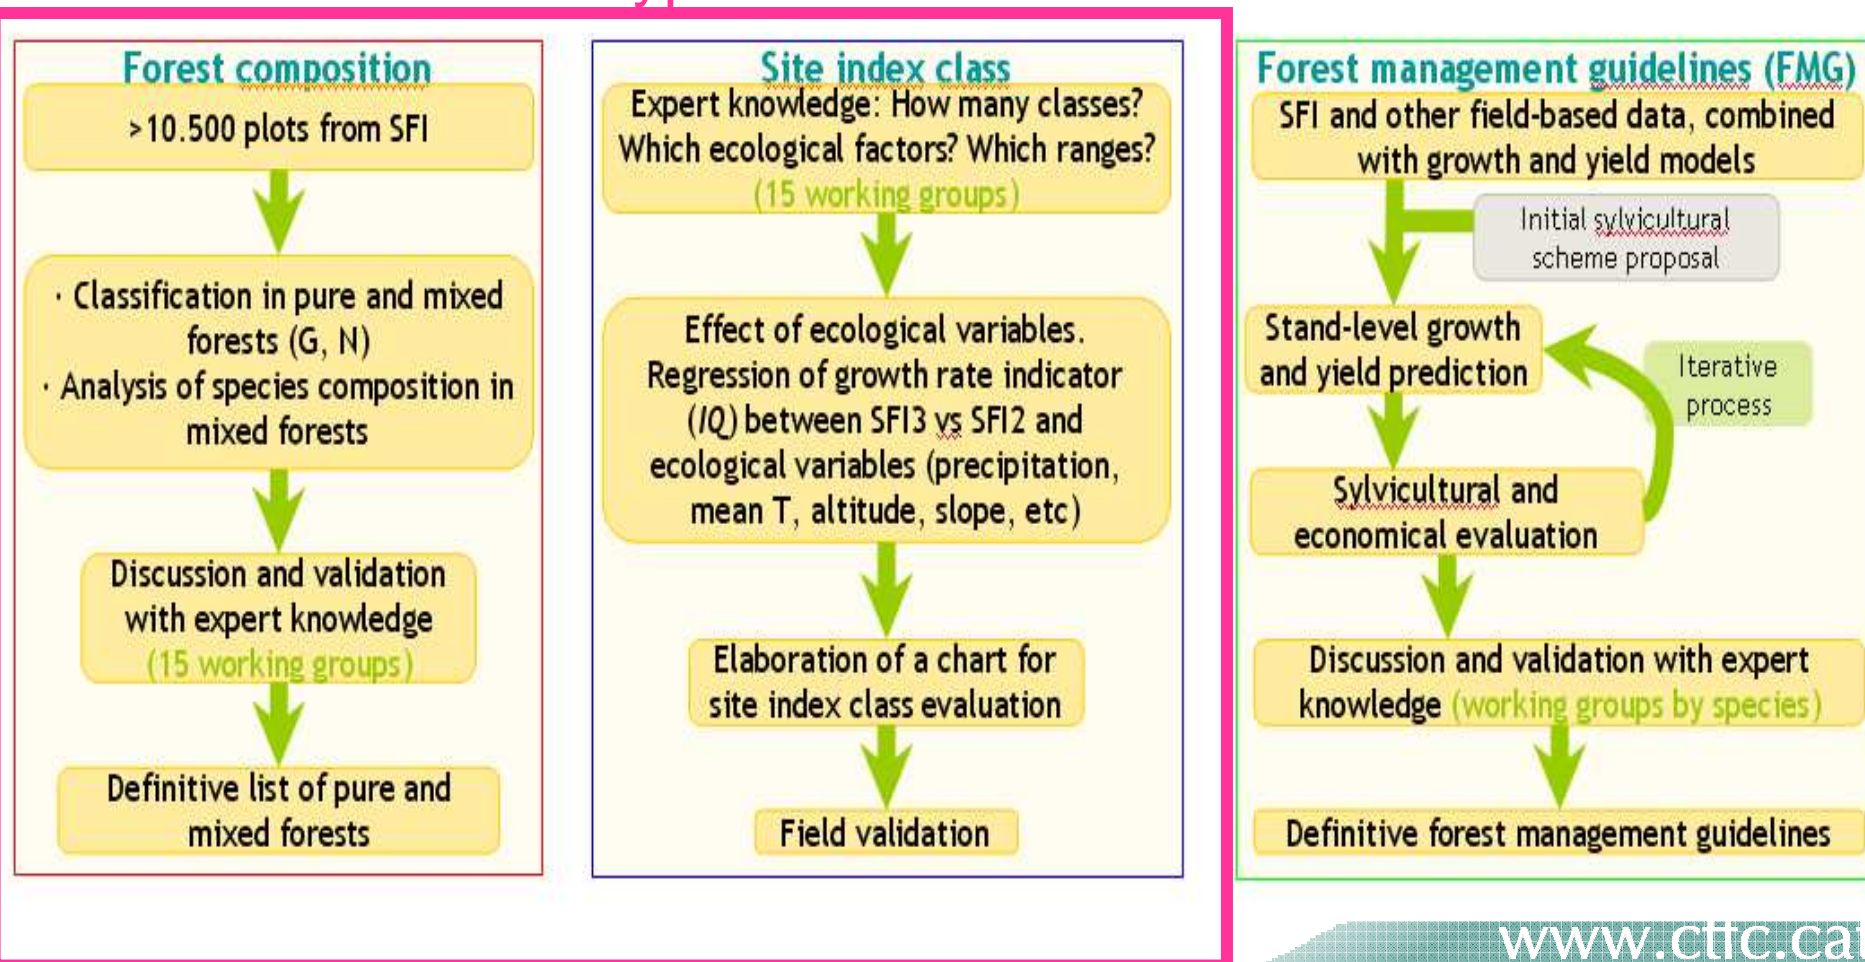 Forest composition
>10.500 plots from SFI
· Classification in pure and mixed
forests (G, N)
· Analysis of species composition in
mixed forests
Discussion and validation
with expert knowledge
(15 working groups)
Definitive list of pure and
mixed forests
Site index class
Expert knowledge: How many classes?
Which ecological factors? Which ranges?
(15 working groups)
Effect of ecological variables.
Regression of growth rate indicator
(IQ) between SFI3 vs SFI2 and
ecological variables (precipitation,
mean T, altitude, slope, etc)
Elaboration of a chart for
site index class evaluation
Field validation
Forest management guidelines (FMG)
SFI and other field-based data, combined
with growth and yield models
Initial sylvicultural
scheme proposal
Stand-level growth
and yield prediction
Iterative
process
Sylvicultural and
economical evaluation
Discussion and validation with expert
knowledge (working groups by species)
Definitive forest management guidelines
www.ctfc.cat